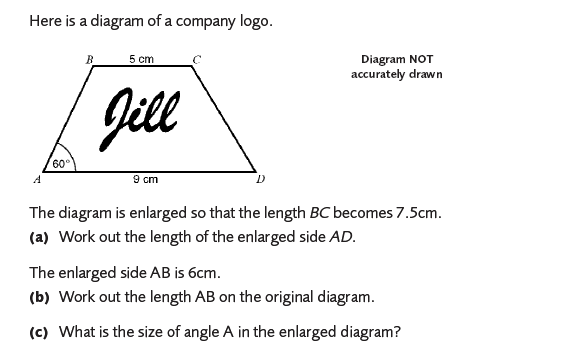 Here is a diagram of a company logo.
B 5 cm C
Diagram NOT
accurately drawn
Jill
60°
A 9 cm D
The diagram is enlarged so that the length BC becomes 7.5cm.
(a) Work out the length of the enlarged side AD.
The enlarged side AB is 6cm.
(b) Work out the length AB on the original diagram.
(c) What is the size of angle A in the enlarged diagram?